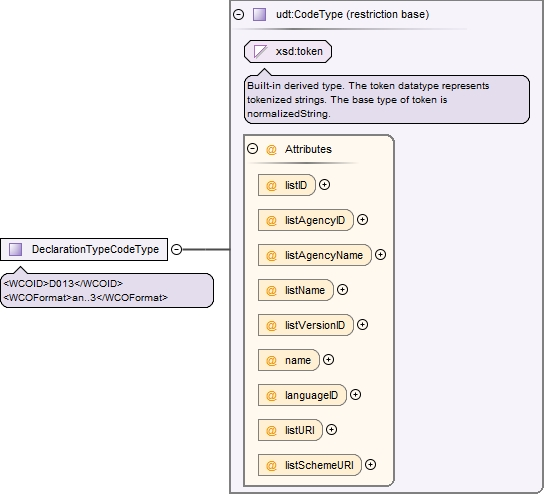 udt:CodeType (restriction base)
xsd:token
Built-in derived type. The token datatype represents
tokenized strings. The base type of token is
normalizedString.
@ Attributes
@ listID
@ listAgencyID
@ listAgencyName
@ listName
@ listVersionID
@ name
@ languageID
@ listURI
@ listSchemeURI
DeclarationTypeCodeType
<WCOID>D013</WCOID>
<WCOFormat>an..3</WCOFormat>